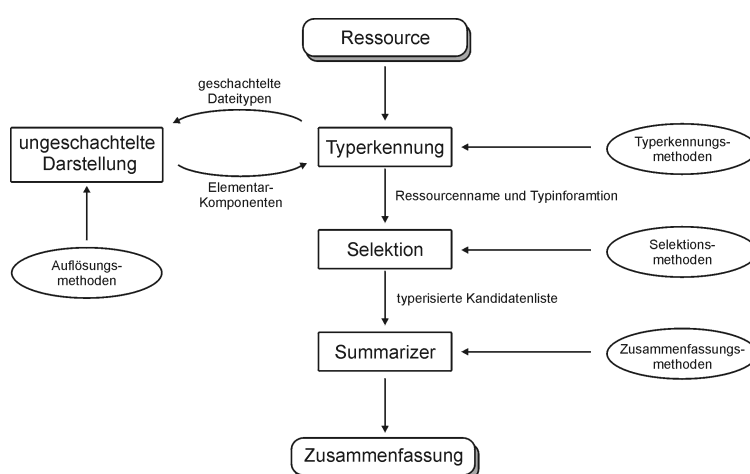 Ressource
geschachtelte
Dateitypen
ungeschachtelte
Darstellung
Typerkennung
Typerkennungs-
methoden
Elementar-
Komponenten
Ressourcenname und Typinforamtion
Auflösungs-
methoden
Selektion
Selektions-
methoden
typerisierte Kandidatenliste
Summarizer
Zusammenfassungs-
methoden
Zusammenfassung